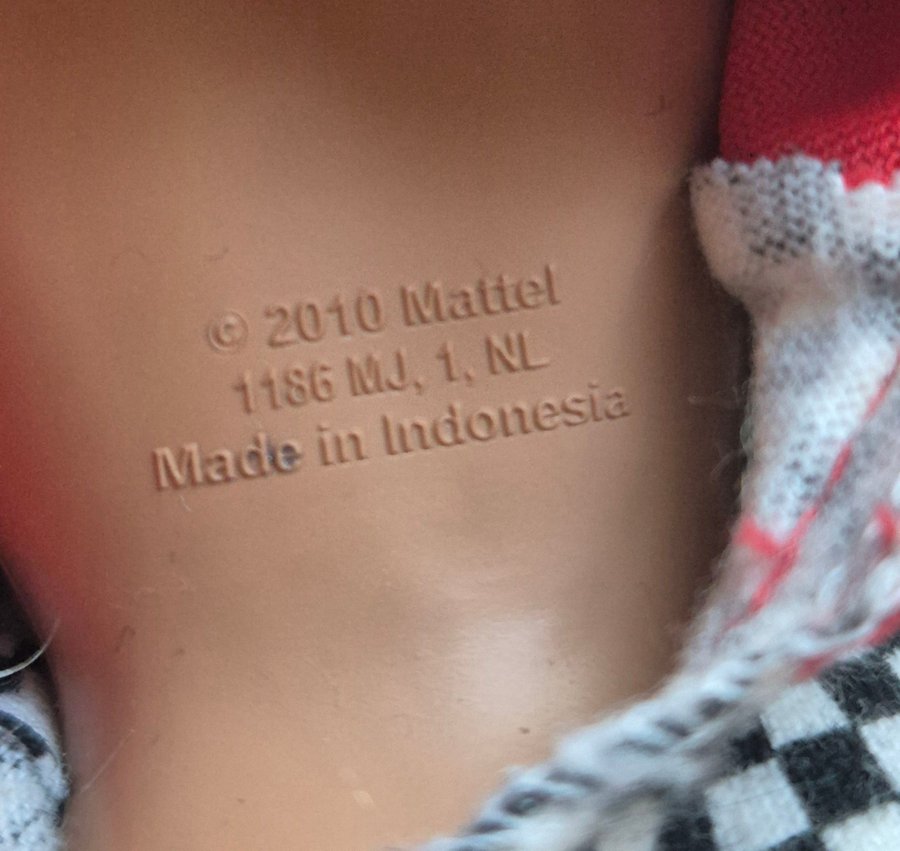 © 2010 Mattel
1186 MJ, 1, NL
Made in Indonesia